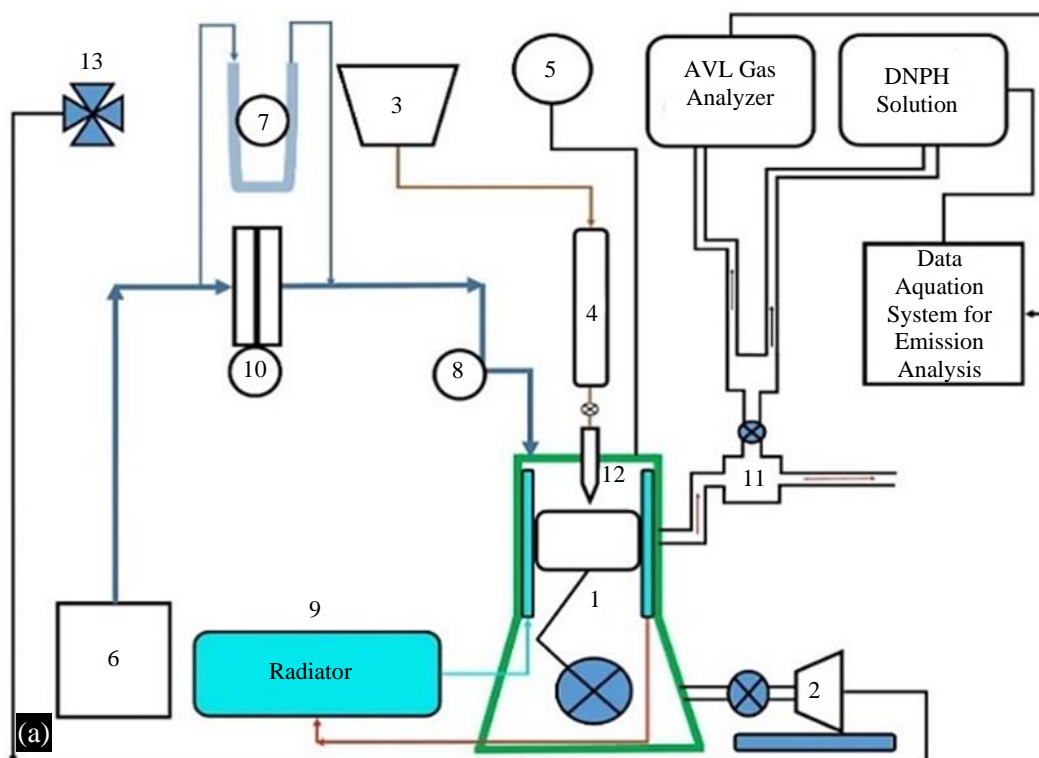 13
7
3
5
AVL Gas
Analyzer
DNPH
Solution
4
Data
Aquation
System for
Emission
Analysis
10
8
12
11
1
9
6
Radiator
2
(a)